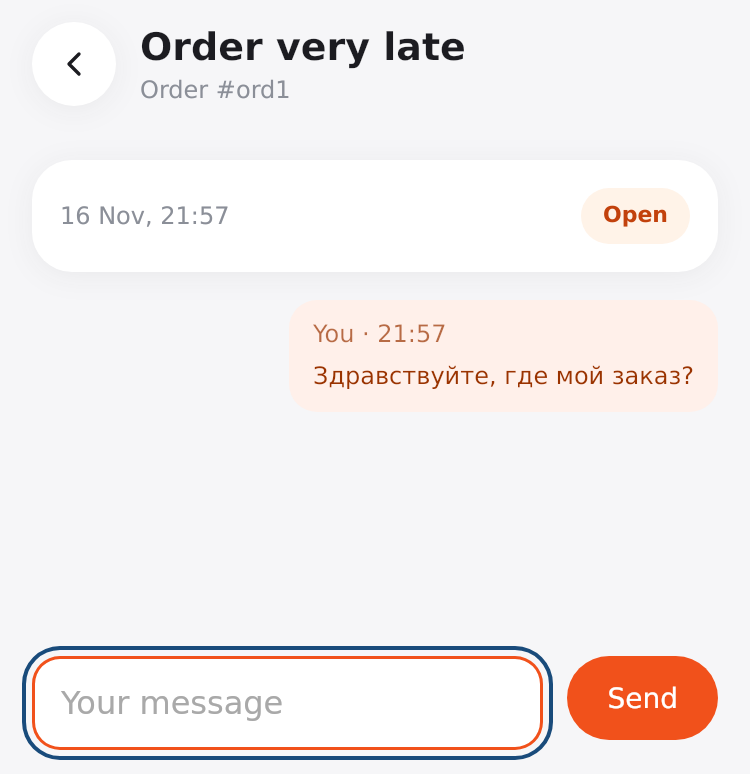 Order very late
Order #ord1
16 Nov, 21:57
Open
You · 21:57
Здравствуйте, где мой заказ?
Your message
Send